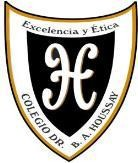 Excelencia y Ética
H
COLEGIO DR. B. A. HOUSSAY